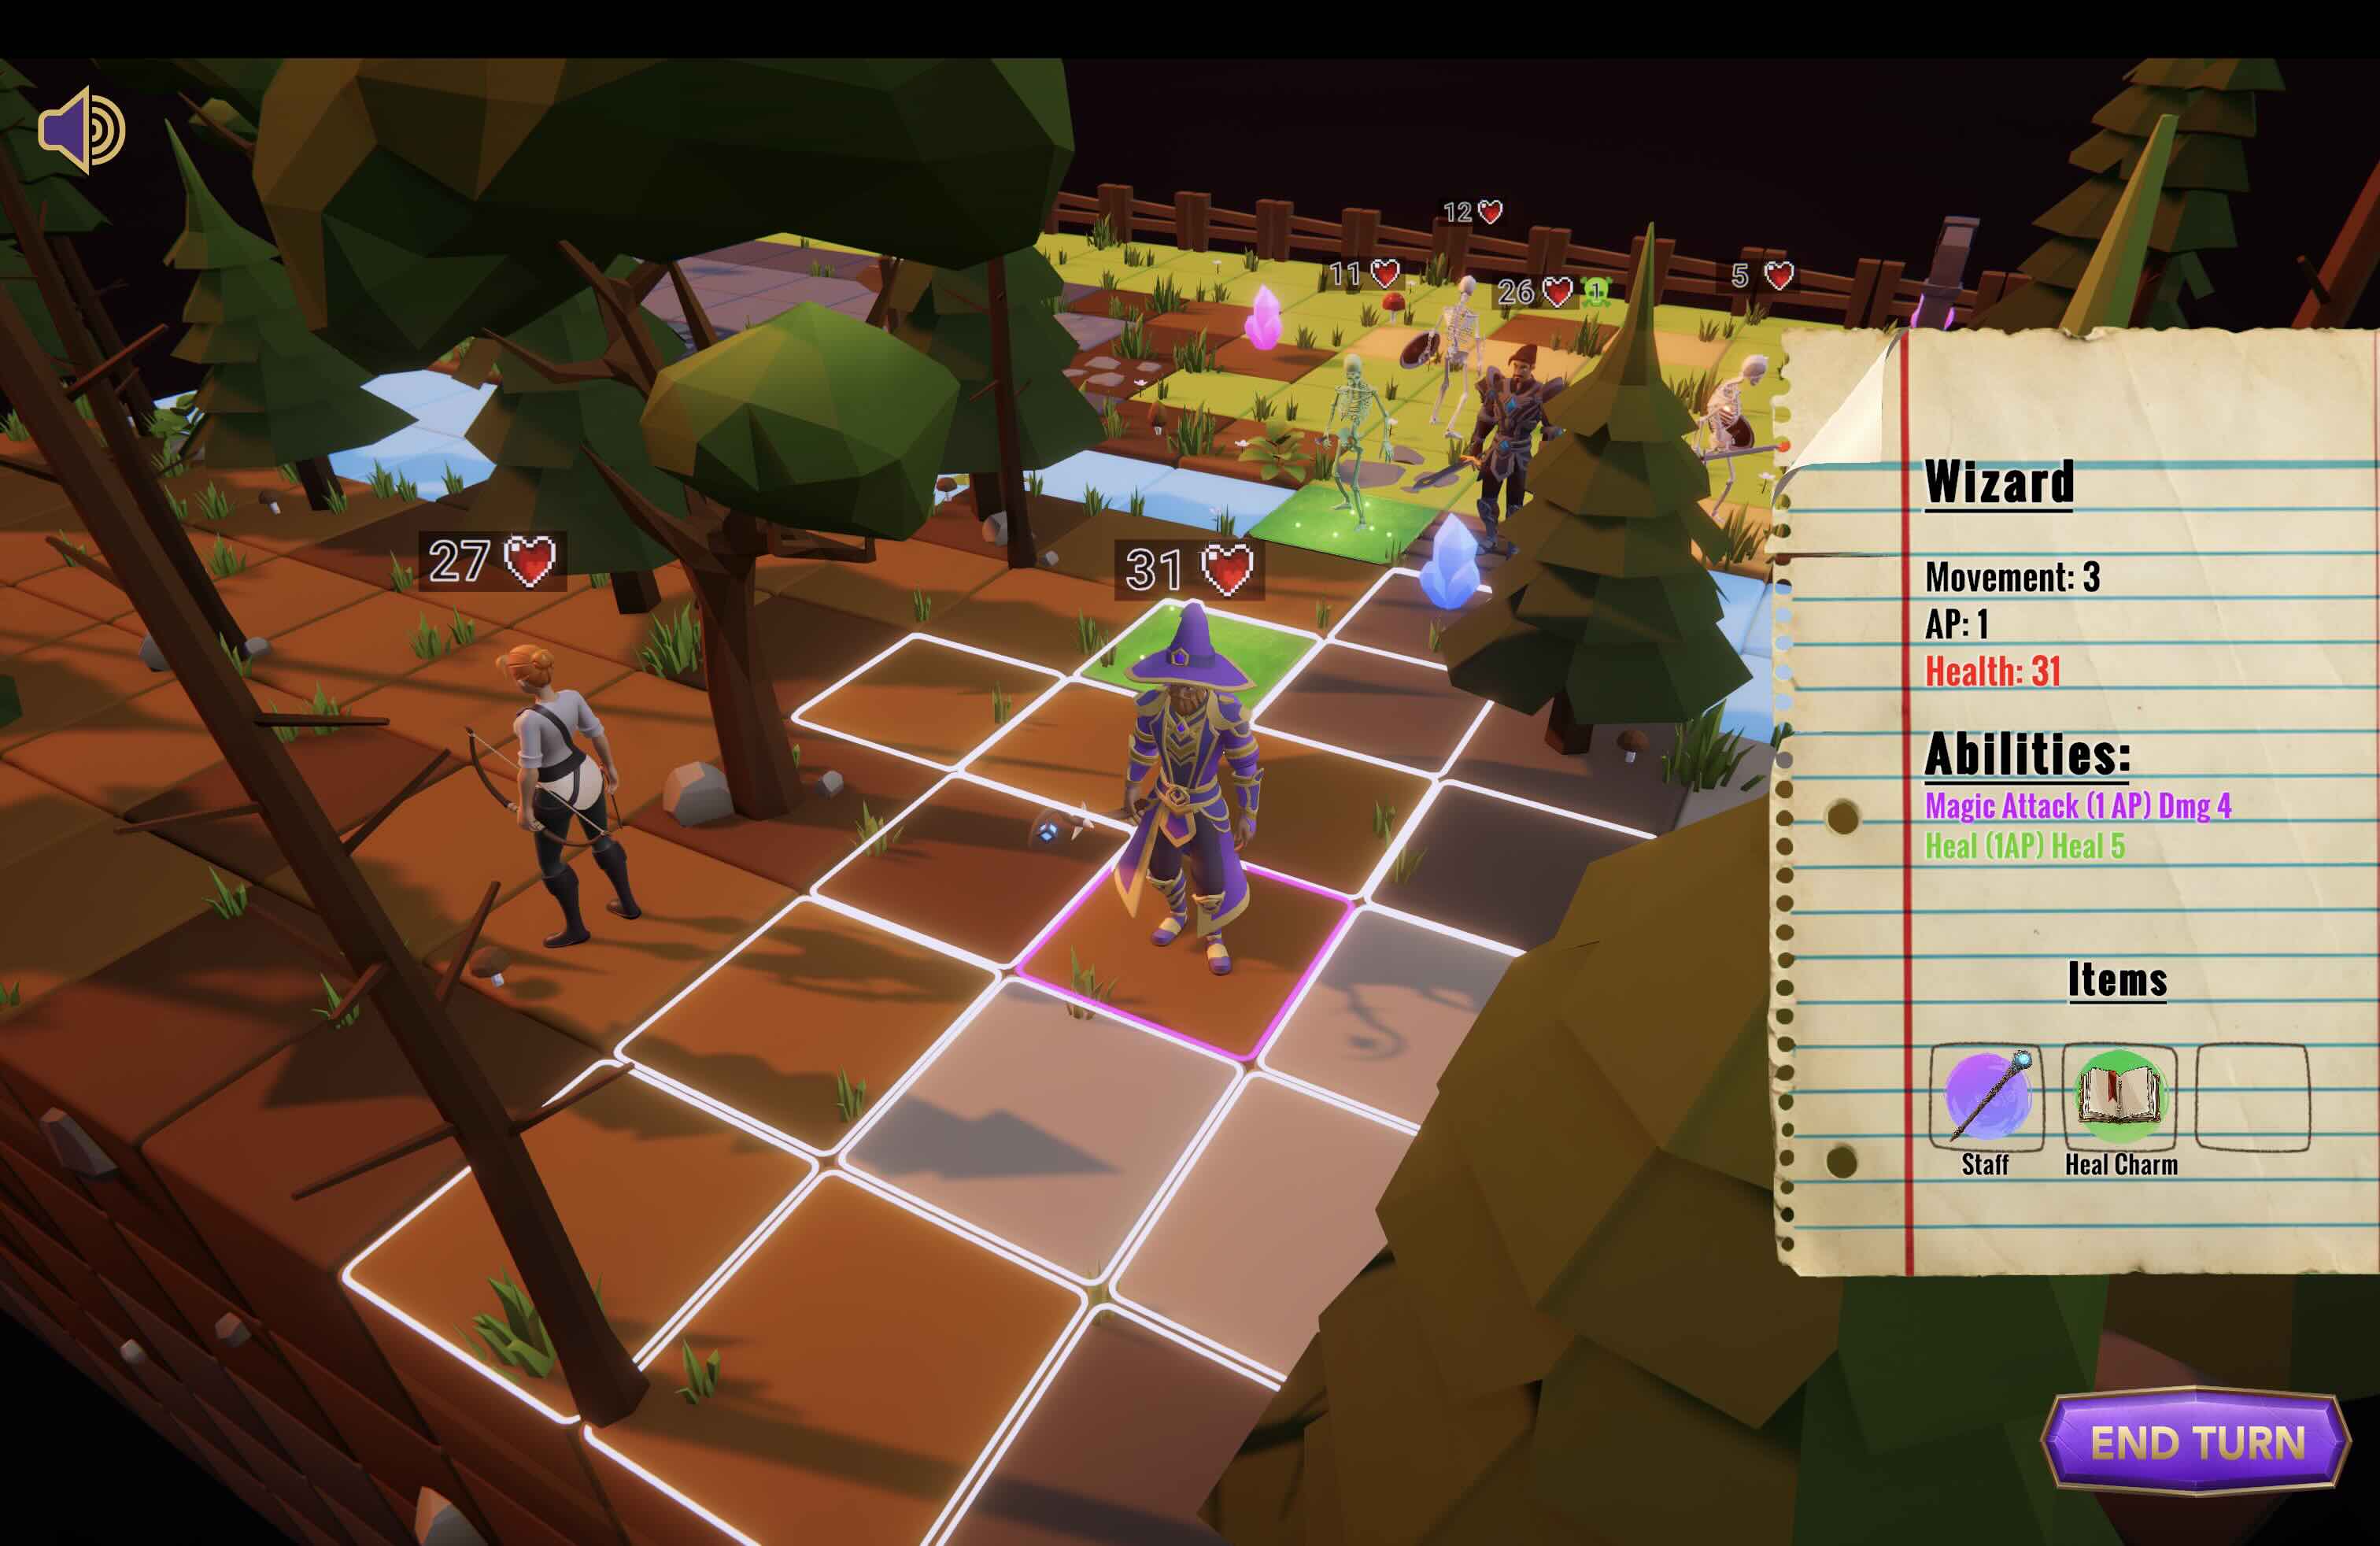 12
11
26
1
5
27
31
Wizard
Movement: 3
AP: 1
Health: 31
Abilities:
Magic Attack (1 AP) Dmg 4
Heal (1AP) Heal 5
Items
Staff
Heal Charm
END TURN